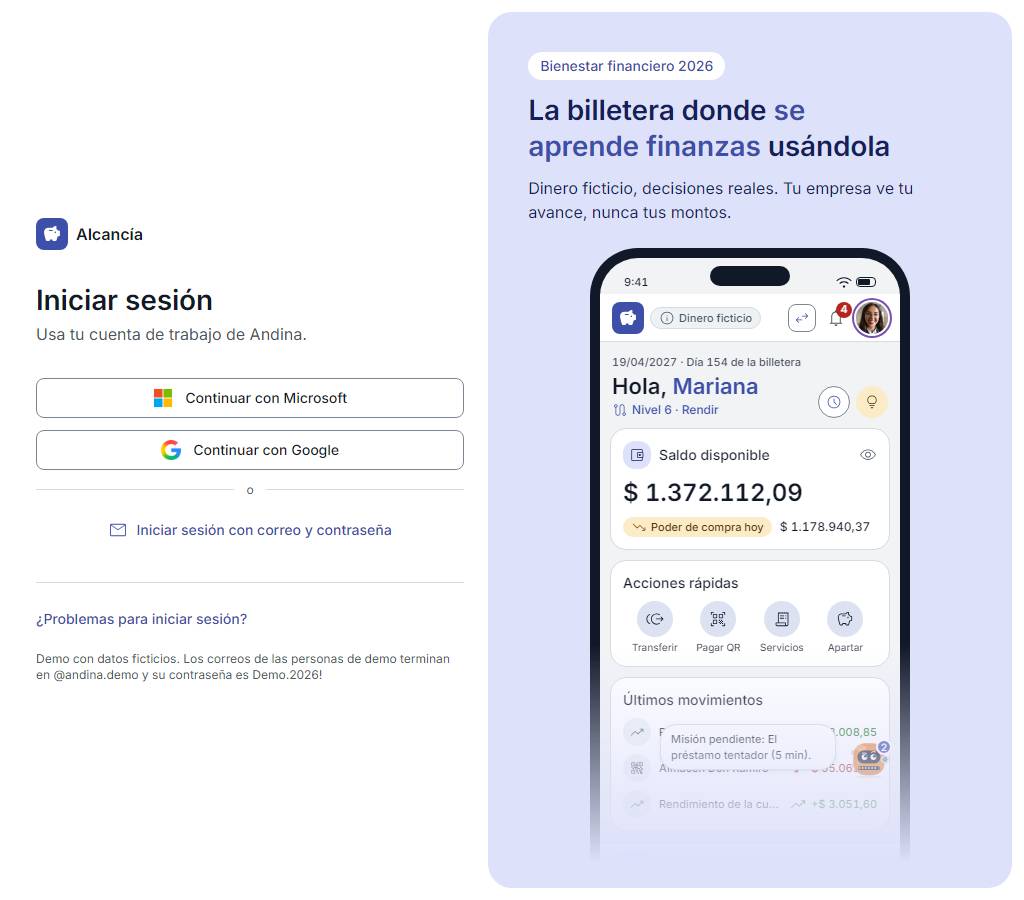 Alcancía
Iniciar sesión
Usa tu cuenta de trabajo de Andina.
Continuar con Microsoft
Continuar con Google
o
Iniciar sesión con correo y contraseña
¿Problemas para iniciar sesión?
Demo con datos ficticios. Los correos de las personas de demo terminan
en @andina.demo y su contraseña es Demo.2026!
Bienestar financiero 2026
La billetera donde se
aprende finanzas usándola
Dinero ficticio, decisiones reales. Tu empresa ve tu
avance, nunca tus montos.
9:41
Dinero ficticio
4
19/04/2027 · Día 154 de la billetera
Hola, Mariana
Nivel 6 · Rendir
Saldo disponible
$ 1.372.112,09
Poder de compra hoy $ 1.178.940,37
Acciones rápidas
Transferir Pagar QR Servicios Apartar
Últimos movimientos
Misión pendiente: El
préstamo tentador (5 min).
2
Rendimiento de la cu... +$ 3.051,60